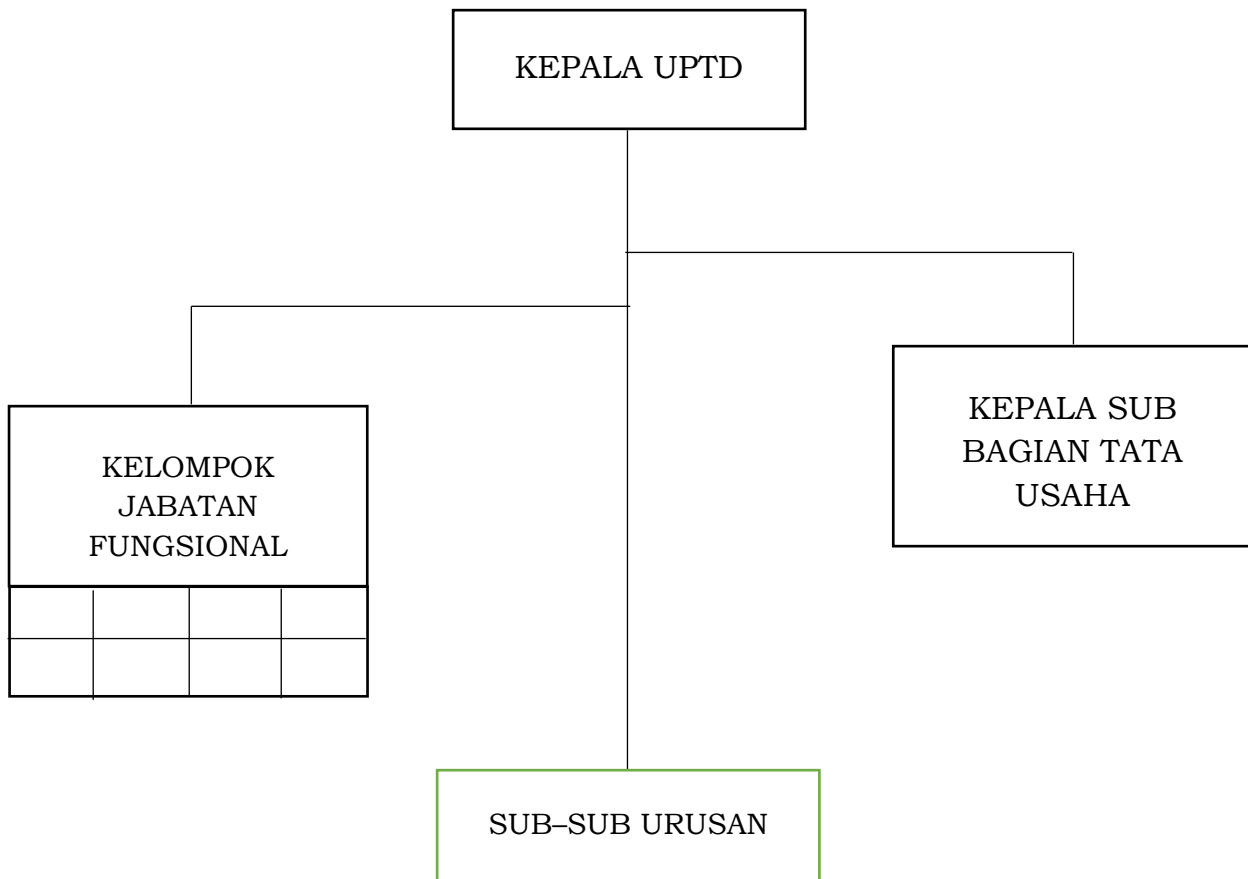 KEPALA UPTD
KEPALA SUB
BAGIAN TATA
USAHA
KELOMPOK
JABATAN
FUNGSIONAL
SUB–SUB URUSAN